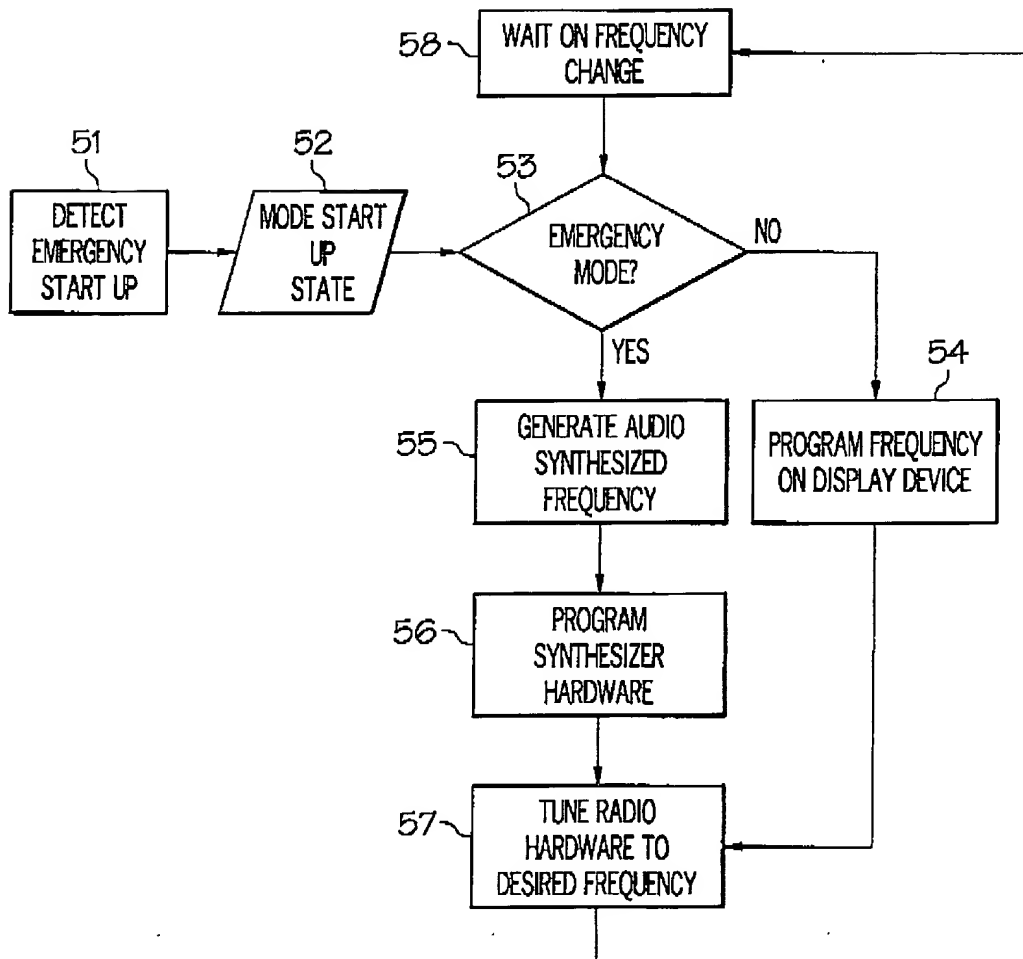 58
WAIT ON FREQUENCY
CHANGE
51
DETECT
EMERGENCY
START UP
52
MODE START
UP
STATE
53
EMERGENCY
MODE?
NO
YES
54
PROGRAM FREQUENCY
ON DISPLAY DEVICE
55
GENERATE AUDIO
SYNTHESIZED
FREQUENCY
56
PROGRAM
SYNTHESIZER
HARDWARE
57
TUNE RADIO
HARDWARE TO
DESIRED FREQUENCY